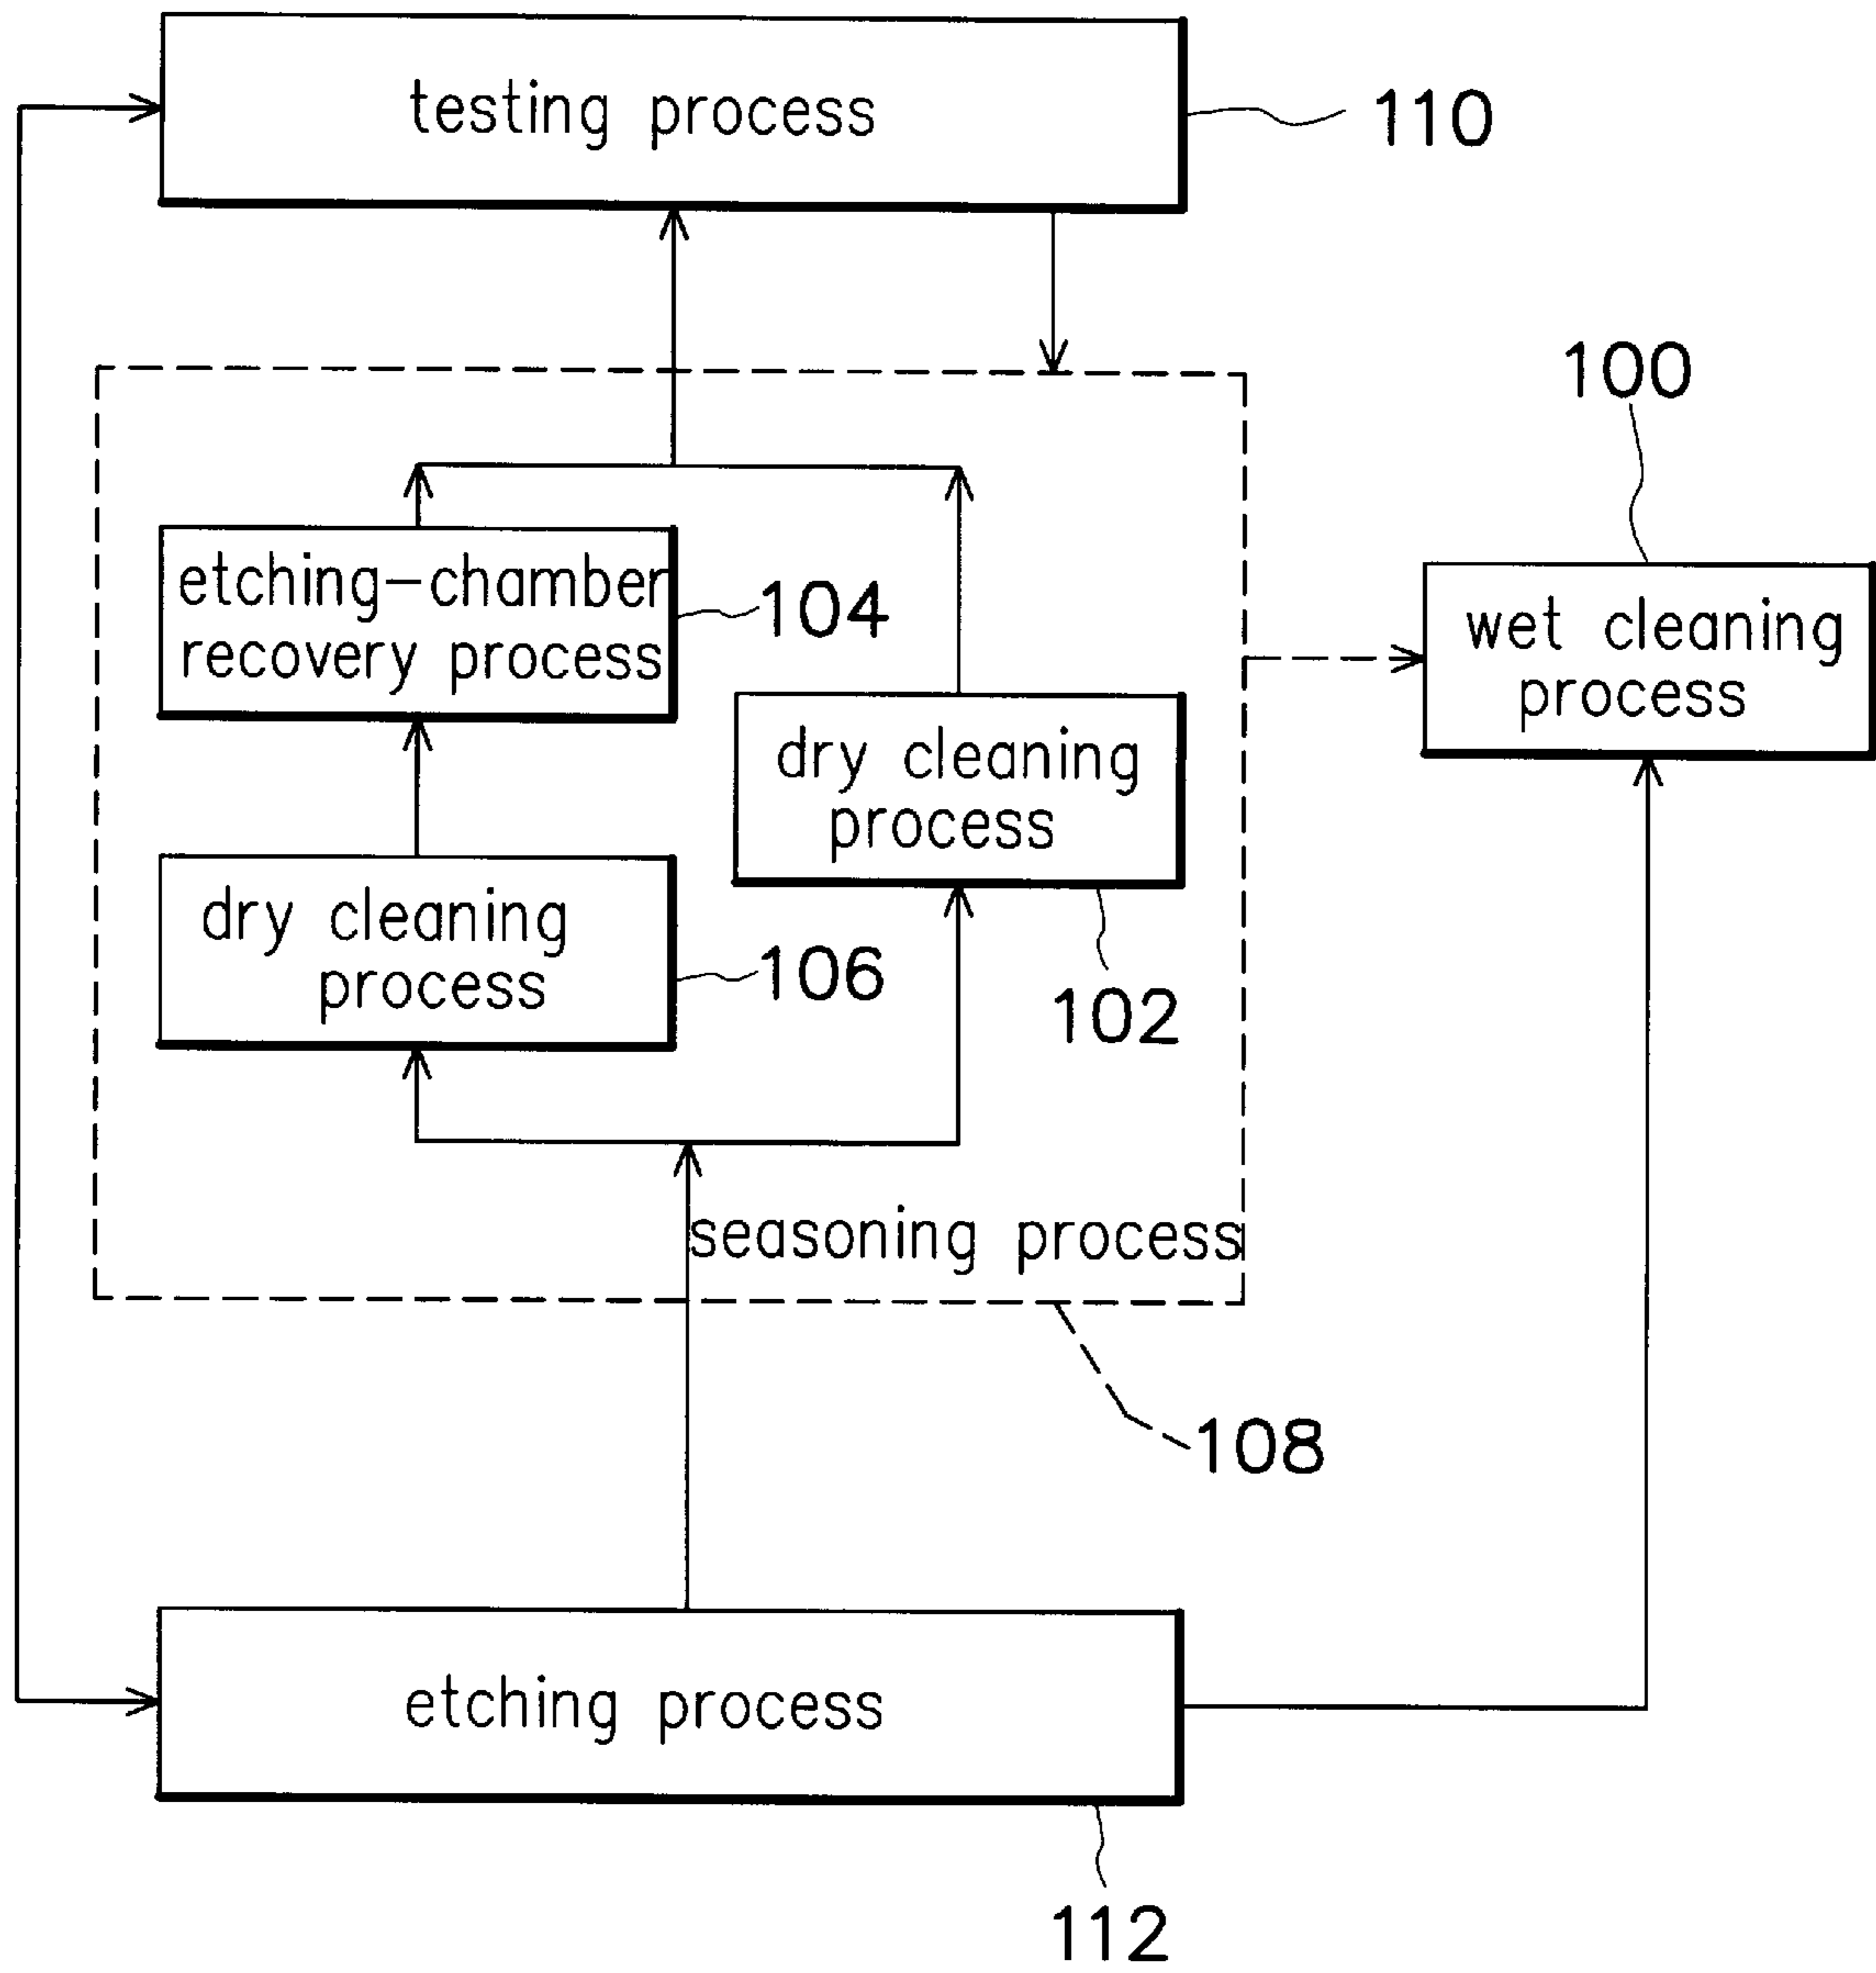 testing process
110
100
etching-chamber
recovery process
104
wet cleaning
process
dry cleaning
process
102
dry cleaning
process
106
seasoning process
108
etching process
112